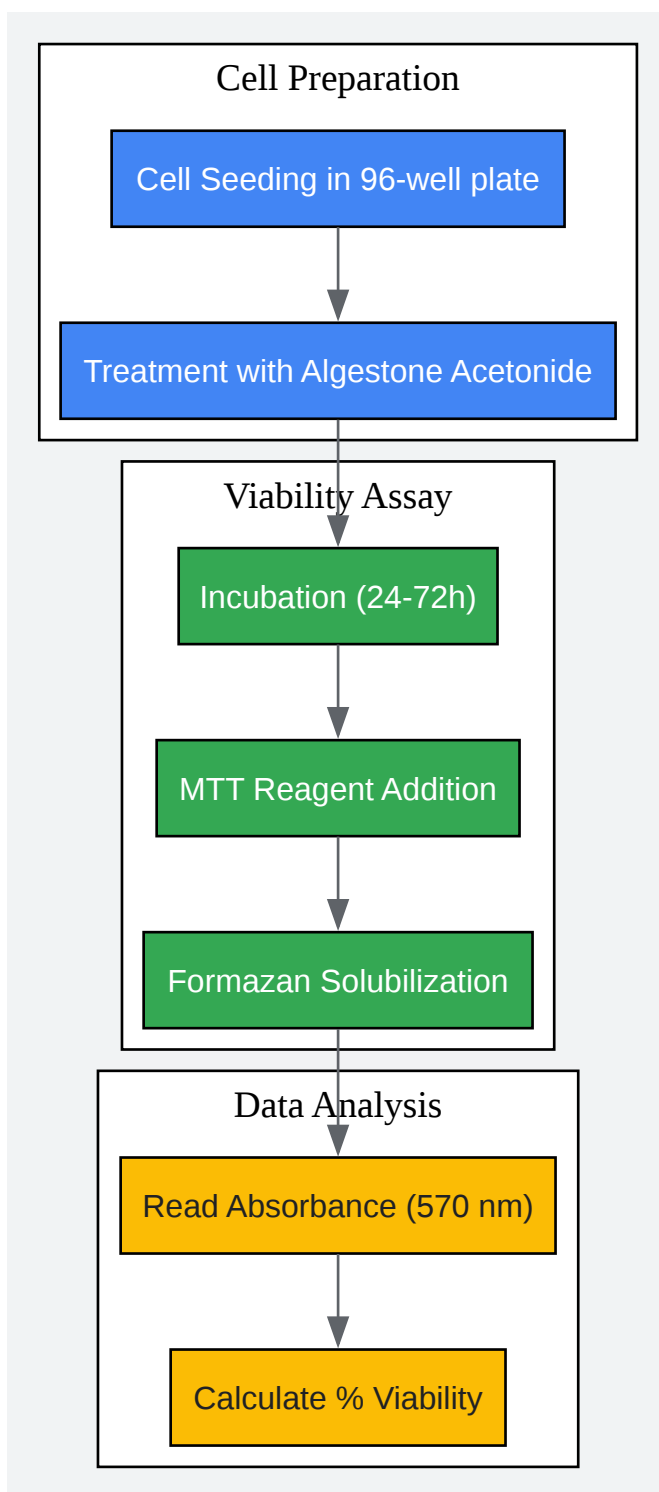 Cell Preparation
Cell Seeding in 96-well plate
Treatment with Algestone Acetonide
Viability Assay
Incubation (24-72h)
MTT Reagent Addition
Formazan Solubilization
Data Analysis
Read Absorbance (570 nm)
Calculate % Viability